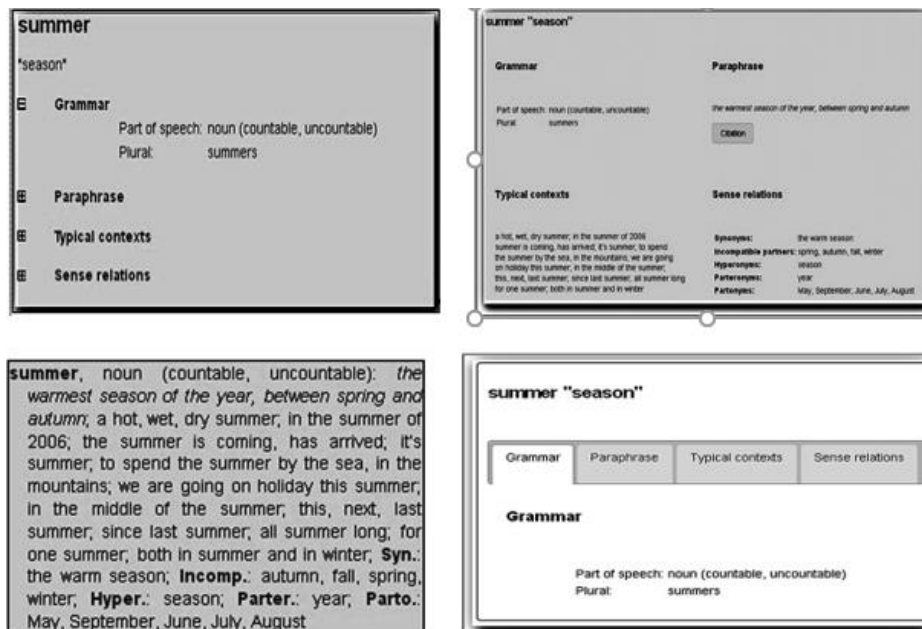 summer
"season"
Grammar
Part of speech: noun (countable, uncountable)
Plural: summers
Paraphrase
Typical contexts
Sense relations
summer "season"
Grammar
Part of speech: noun (countable, uncountable)
Plural summers
Paraphrase
the warmest season of the year, between spring and autumn
Citation
Typical contexts
a hot, wet, dry summer; in the summer of 2006
summer is coming, has arrived; it's summer; to spend
the summer by the sea, in the mountains; we are going
on holiday this summer; in the middle of the summer;
this, next, last summer; since last summer; all summer long
for one summer; both in summer and in winter
Sense relations
Synonyms: the warm season
Incompatible partners: spring, autumn, fall, winter
Hyperonyms: season
Parteronyms: year
Partonyms: May, September, June, July, August
summer, noun (countable, uncountable): the
warmest season of the year, between spring and
autumn; a hot, wet, dry summer; in the summer of
2006; the summer is coming, has arrived; it's
summer; to spend the summer by the sea, in the
mountains; we are going on holiday this summer;
in the middle of the summer; this, next, last
summer; since last summer; all summer long; for
one summer; both in summer and in winter; Syn.:
the warm season; Incomp.: autumn, fall, spring,
winter; Hyper.: season; Parter.: year; Parto.:
May, September, June, July, August
summer "season"
Grammar Paraphrase Typical contexts Sense relations
Grammar
Part of speech: noun (countable, uncountable)
Plural: summers